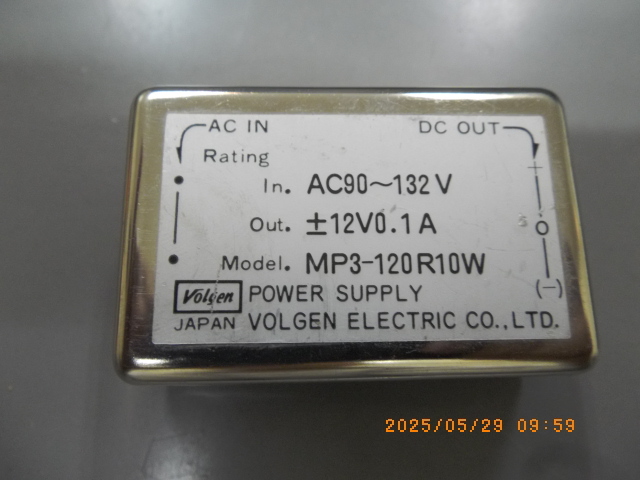 AC IN DC OUT
Rating
In. AC90~132V
+
Out. ±12V0.1A
O
Model. MP3-120R10W
Volgen POWER SUPPLY (-)
JAPAN VOLGEN ELECTRIC CO.,LTD.
2025/05/29 09:59